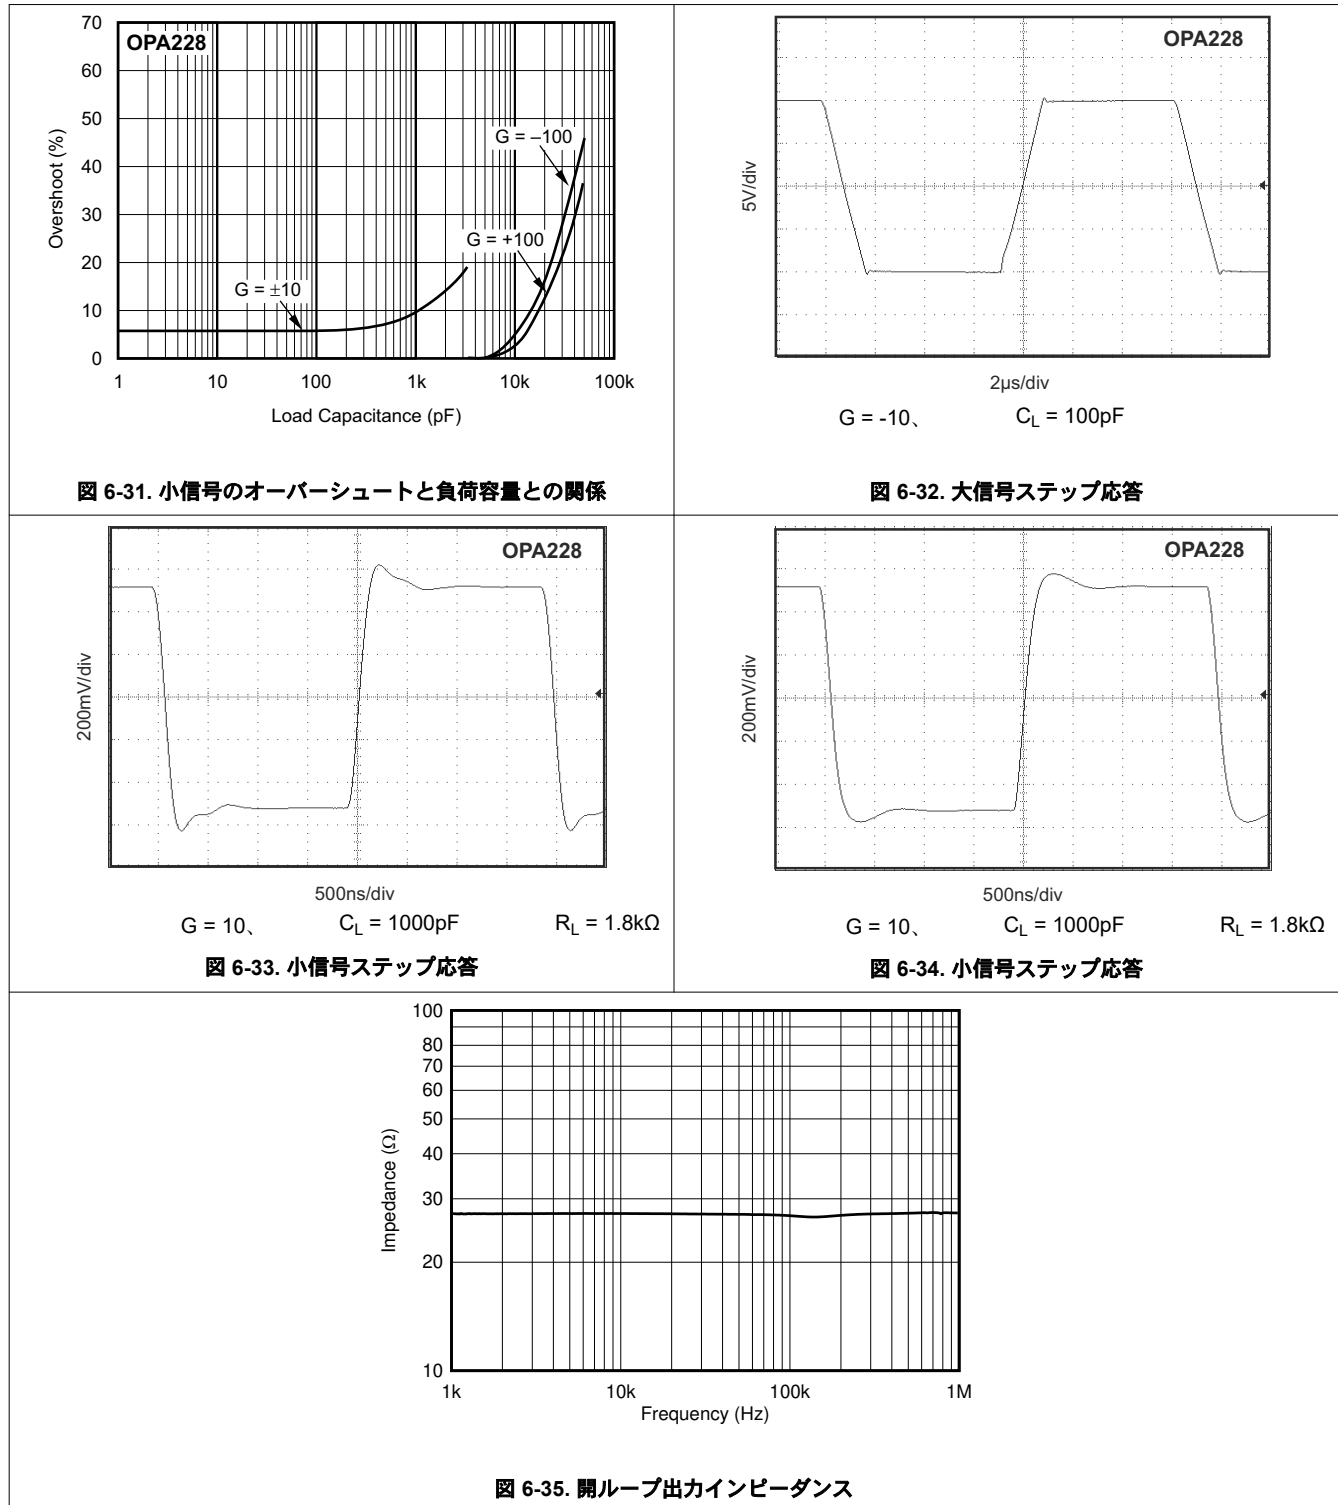 70
60
50
40
30
20
10
0
Overshoot (%)
OPA228
G = –100
G = +100
G = ±10
1 10 100 1k 10k 100k
Load Capacitance (pF)
図 6-31. 小信号のオーバーシュートと負荷容量との関係
OPA228
5V/div
2µs/div
G = -10、 CL = 100pF
図 6-32. 大信号ステップ応答
OPA228
200mV/div
500ns/div
G = 10、 CL = 1000pF RL = 1.8kΩ
図 6-33. 小信号ステップ応答
OPA228
200mV/div
500ns/div
G = 10、 CL = 1000pF RL = 1.8kΩ
図 6-34. 小信号ステップ応答
100
80
70
60
50
40
30
20
10
Impedance (Ω)
1k 10k 100k 1M
Frequency (Hz)
図 6-35. 開ループ出力インピーダンス